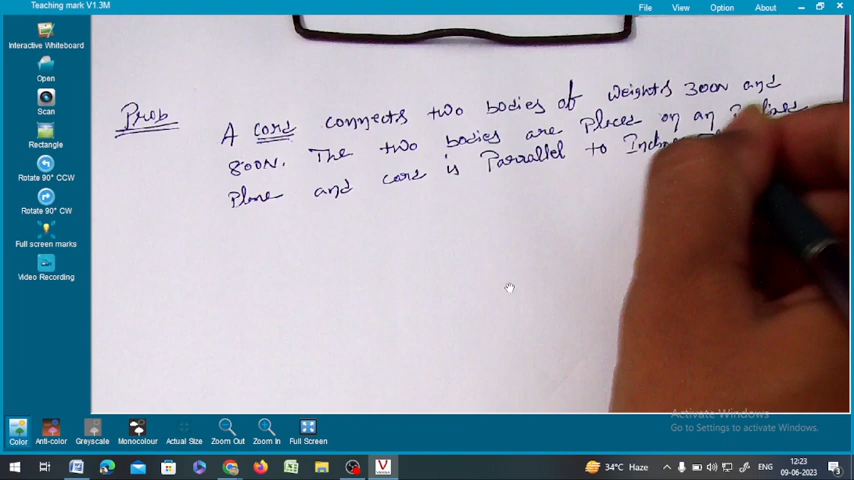 Teaching mark V1.3M
File View Option About
Interactive Whiteboard
Open
Scan
Rectangle
Rotate 90° CCW
Rotate 90° CW
Full screen marks
Video Recording
Prob
A cord connects two bodies of weights 300N and
800N. The two bodies are Places on an
Plane and cord is Parrallel to
Activate Windows
Go to Settings to activate Windows.
Color Anti-color Greyscale Monocolour Actual Size Zoom Out Zoom In Full Screen
34°C Haze ENG 12:23 09-06-2023